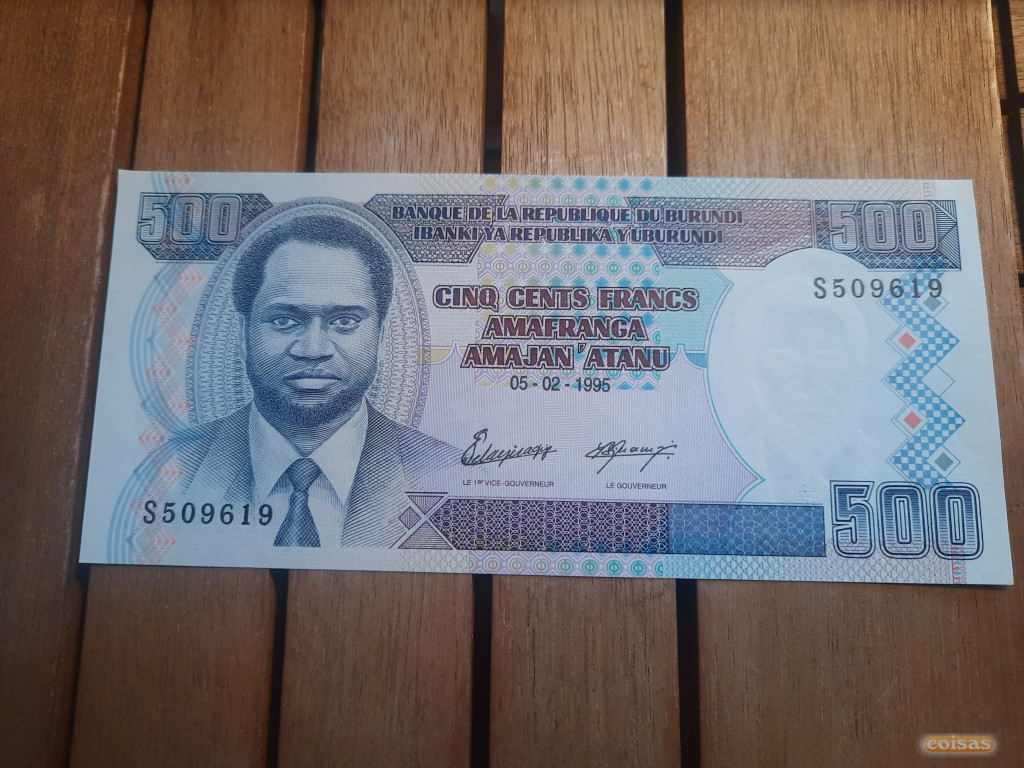 500
BANQUE DE LA REPUBLIQUE DU BURUNDI
IBANKI YA REPUBLIKA Y'UBURUNDI
500
S509619
CINQ CENTS FRANCS
AMAFRANGA
AMAJAN'ATANU
05-02-1995
LE 1ER VICE-GOUVERNEUR
LE GOUVERNEUR
S509619
500
coisas